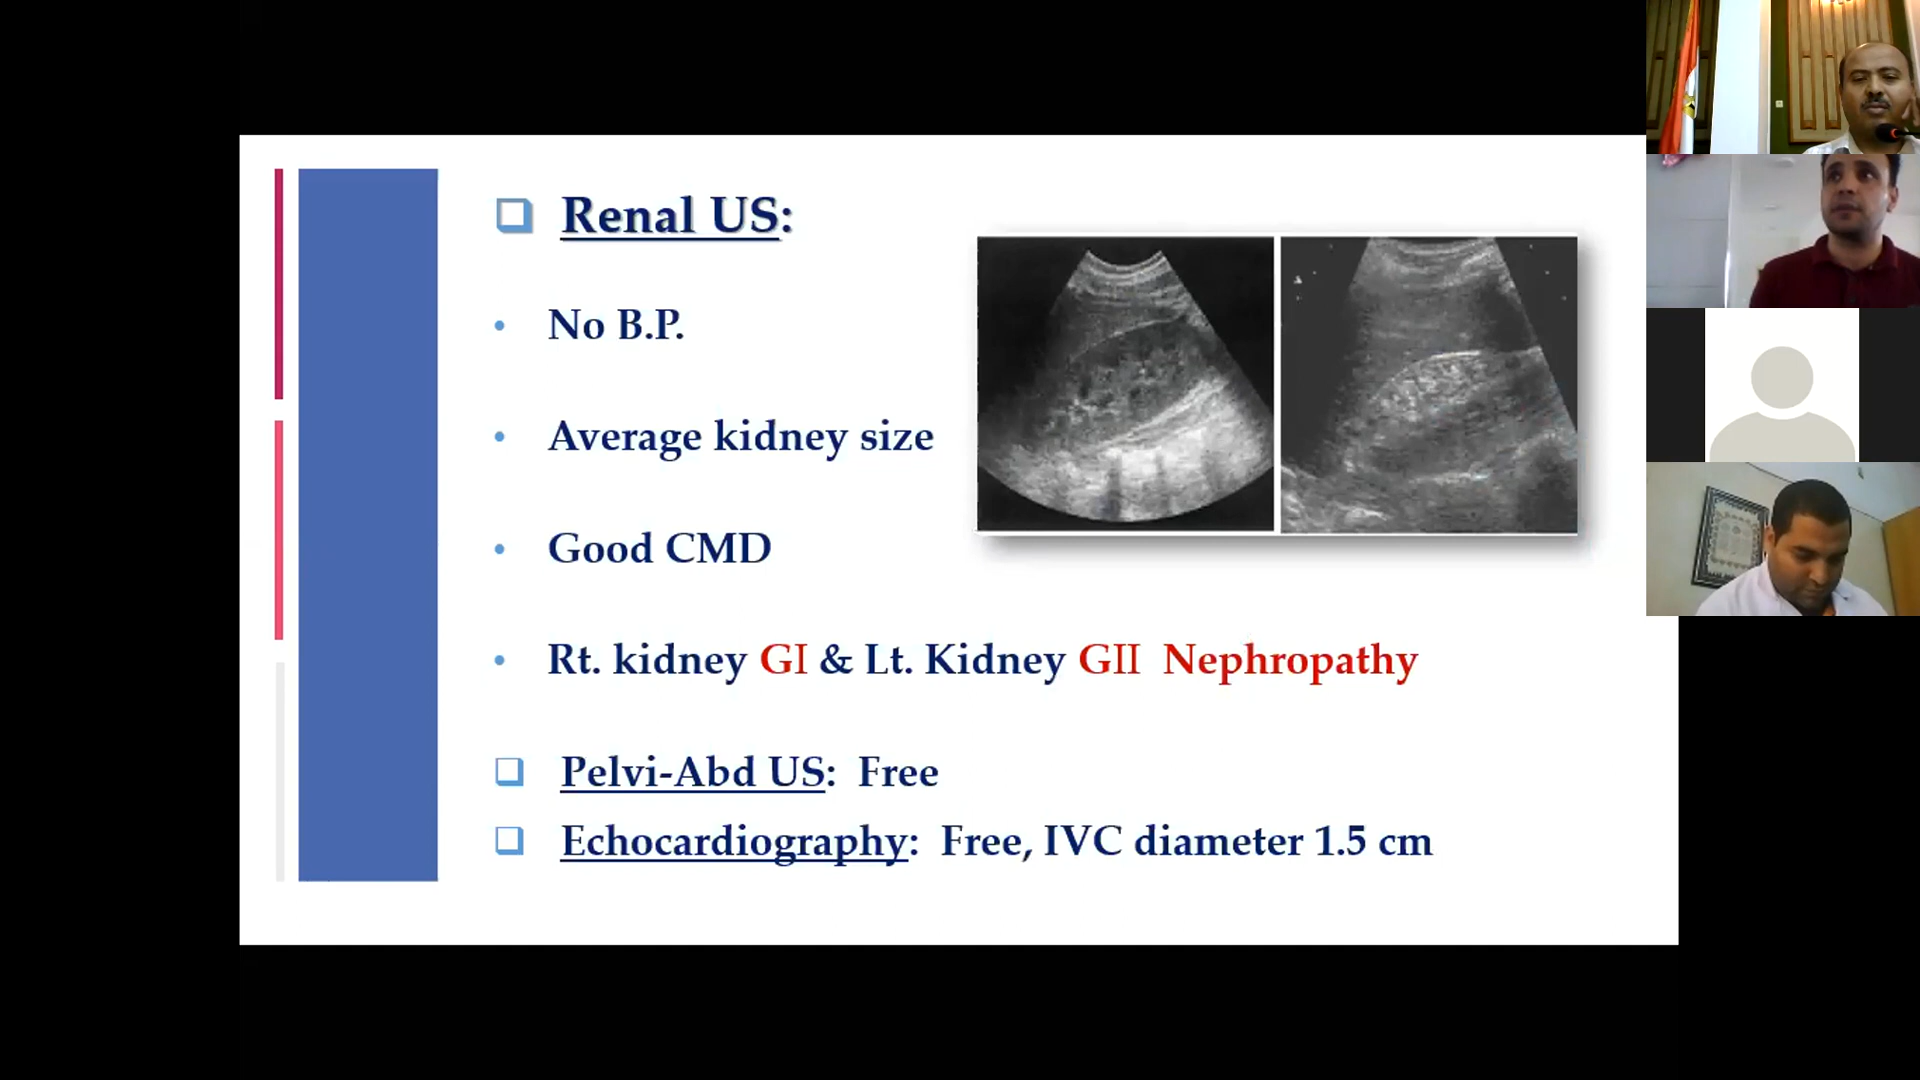 Renal US:
No B.P.
Average kidney size
Good CMD
Rt. kidney GI & Lt. Kidney GII Nephropathy
Pelvi-Abd US: Free
Echocardiography: Free, IVC diameter 1.5 cm